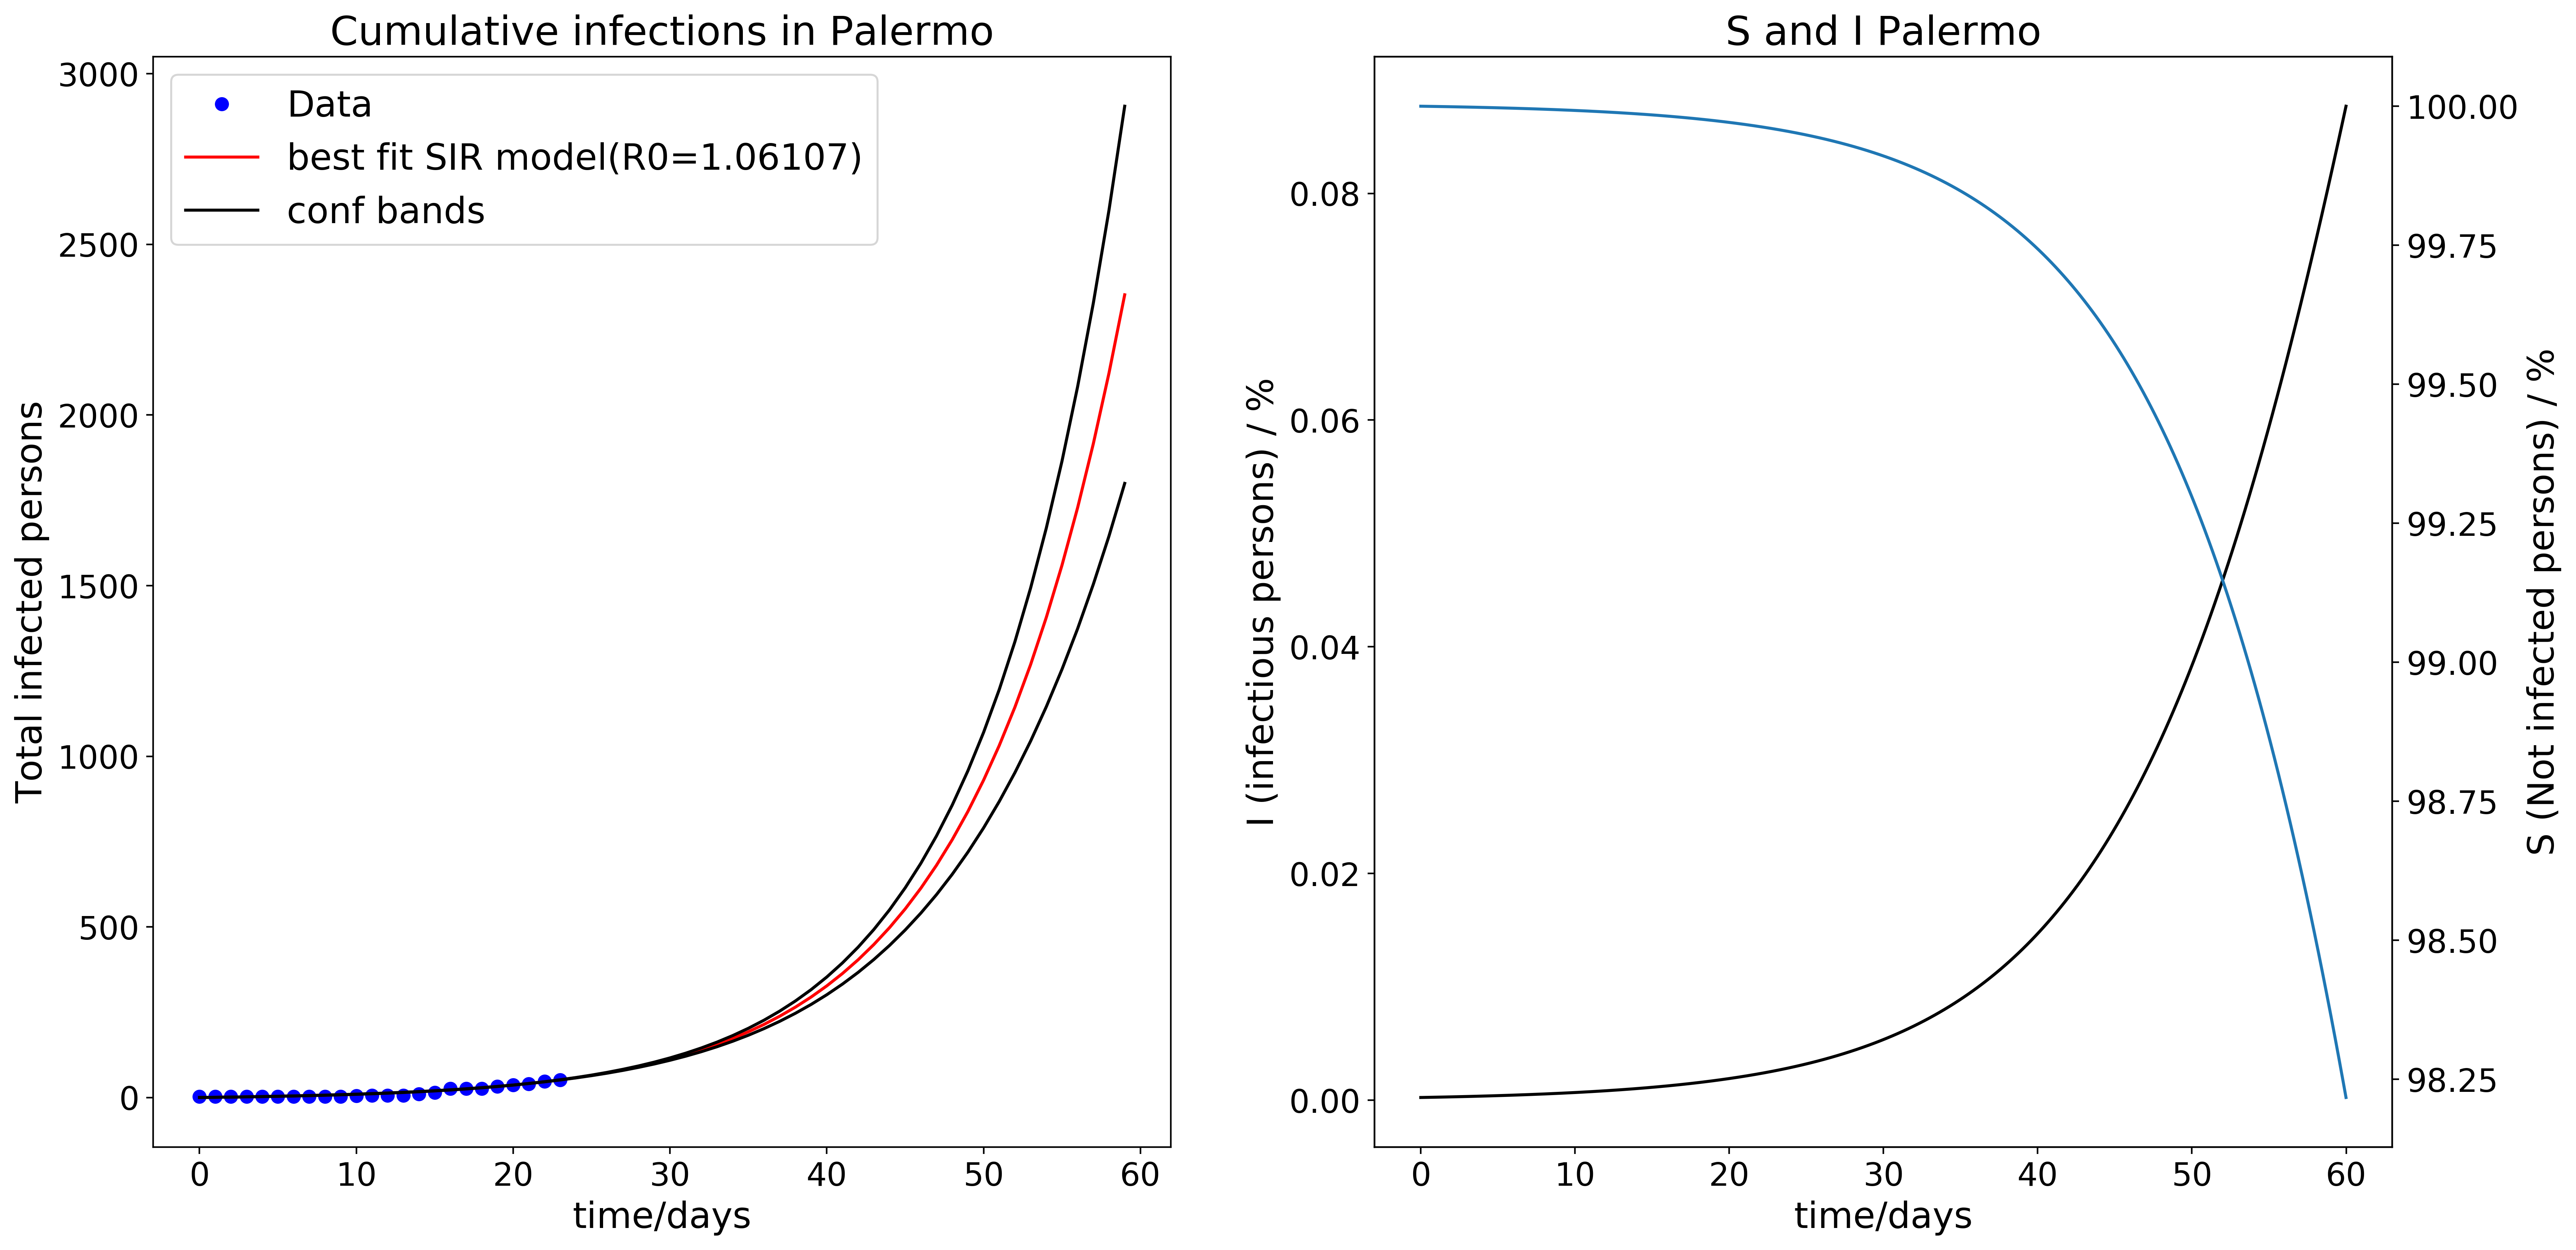 Cumulative infections in Palermo
Data
best fit SIR model(R0=1.06107)
conf bands
3000
2500
2000
1500
1000
500
0
Total infected persons
0 10 20 30 40 50 60
time/days
S and I Palermo
0.08
0.06
0.04
0.02
0.00
I (infectious persons) / %
100.00
99.75
99.50
99.25
99.00
98.75
98.50
98.25
S (Not infected persons) / %
0 10 20 30 40 50 60
time/days